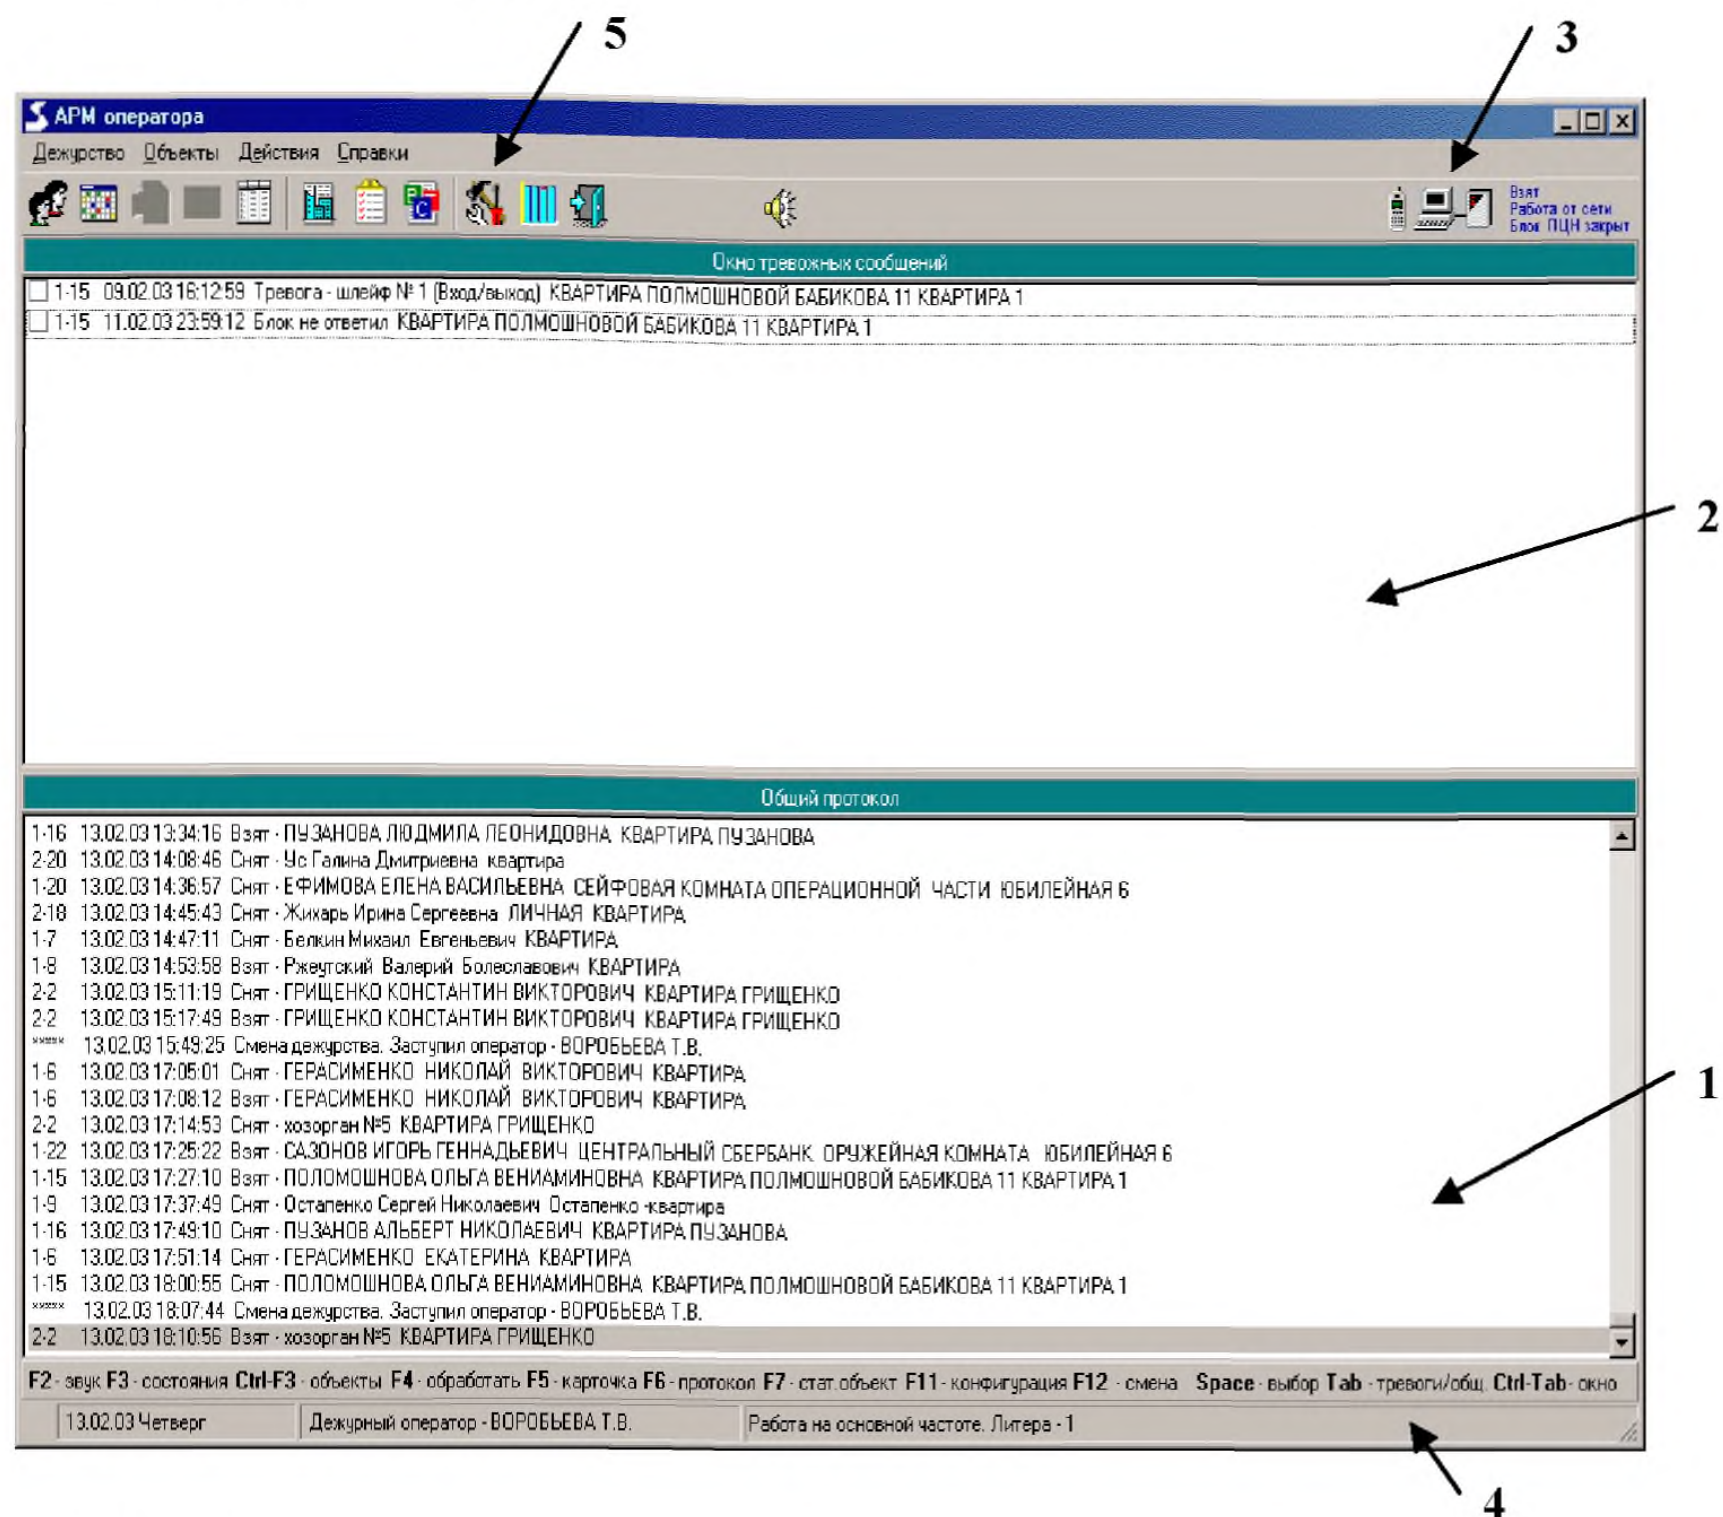 5
3
АРМ оператора
Дежурство Объекты Действия Справки
Взят
Работа от сети
Блок ПЦН закрыт
Окно тревожных сообщений
1-15 09.02.03 16:12:59 Тревога - шлейф № 1 (Вход/выход) КВАРТИРА ПОЛМОШНОВОЙ БАБИКОВА 11 КВАРТИРА 1
1-15 11.02.03 23:59:12 Блок не ответил КВАРТИРА ПОЛМОШНОВОЙ БАБИКОВА 11 КВАРТИРА 1
2
Общий протокол
1-16 13.02.03 13:34:16 Взят - ПУЗАНОВА ЛЮДМИЛА ЛЕОНИДОВНА КВАРТИРА ПУЗАНОВА
2-20 13.02.03 14:08:46 Снят - Ус Галина Дмитриевна квартира
1-20 13.02.03 14:36:57 Снят - ЕФИМОВА ЕЛЕНА ВАСИЛЬЕВНА СЕЙФОВАЯ КОМНАТА ОПЕРАЦИОННОЙ ЧАСТИ ЮБИЛЕЙНАЯ 6
2-18 13.02.03 14:45:43 Снят - Жихарь Ирина Сергеевна ЛИЧНАЯ КВАРТИРА
1-7 13.02.03 14:47:11 Снят - Белкин Михаил Евгеньевич КВАРТИРА
1-8 13.02.03 14:53:58 Взят - Ржеутский Валерий Болеславович КВАРТИРА
2-2 13.02.03 15:11:19 Снят - ГРИЩЕНКО КОНСТАНТИН ВИКТОРОВИЧ КВАРТИРА ГРИЩЕНКО
2-2 13.02.03 15:17:49 Взят - ГРИЩЕНКО КОНСТАНТИН ВИКТОРОВИЧ КВАРТИРА ГРИЩЕНКО
***** 13.02.03 15:49:25 Смена дежурства. Заступил оператор - ВОРОБЬЕВА Т.В.
1-6 13.02.03 17:05:01 Снят - ГЕРАСИМЕНКО НИКОЛАЙ ВИКТОРОВИЧ КВАРТИРА
1-6 13.02.03 17:08:12 Взят - ГЕРАСИМЕНКО НИКОЛАЙ ВИКТОРОВИЧ КВАРТИРА
2-2 13.02.03 17:14:53 Снят - хозорган №5 КВАРТИРА ГРИЩЕНКО
1-22 13.02.03 17:25:22 Взят - САЗОНОВ ИГОРЬ ГЕННАДЬЕВИЧ ЦЕНТРАЛЬНЫЙ СБЕРБАНК ОРУЖЕЙНАЯ КОМНАТА ЮБИЛЕЙНАЯ 6
1-15 13.02.03 17:27:10 Взят - ПОЛОМОШНОВА ОЛЬГА ВЕНИАМИНОВНА КВАРТИРА ПОЛМОШНОВОЙ БАБИКОВА 11 КВАРТИРА 1
1-9 13.02.03 17:37:49 Снят - Остапенко Сергей Николаевич Остапенко -квартира
1-16 13.02.03 17:49:10 Снят - ПУЗАНОВ АЛЬБЕРТ НИКОЛАЕВИЧ КВАРТИРА ПУЗАНОВА
1-6 13.02.03 17:51:14 Снят - ГЕРАСИМЕНКО ЕКАТЕРИНА КВАРТИРА
1-15 13.02.03 18:00:55 Снят - ПОЛОМОШНОВА ОЛЬГА ВЕНИАМИНОВНА КВАРТИРА ПОЛМОШНОВОЙ БАБИКОВА 11 КВАРТИРА 1
***** 13.02.03 18:07:44 Смена дежурства. Заступил оператор - ВОРОБЬЕВА Т.В.
2-2 13.02.03 18:10:56 Взят - хозорган №5 КВАРТИРА ГРИЩЕНКО
1
F2 - звук F3 - состояния Ctrl-F3 - объекты F4 - обработать F5 - карточка F6 - протокол F7 - стат.объект F11 - конфигурация F12 - смена Space - выбор Tab - тревоги/общ. Ctrl-Tab - окно
13.02.03 Четверг Дежурный оператор - ВОРОБЬЕВА Т.В. Работа на основной частоте. Литера - 1
4